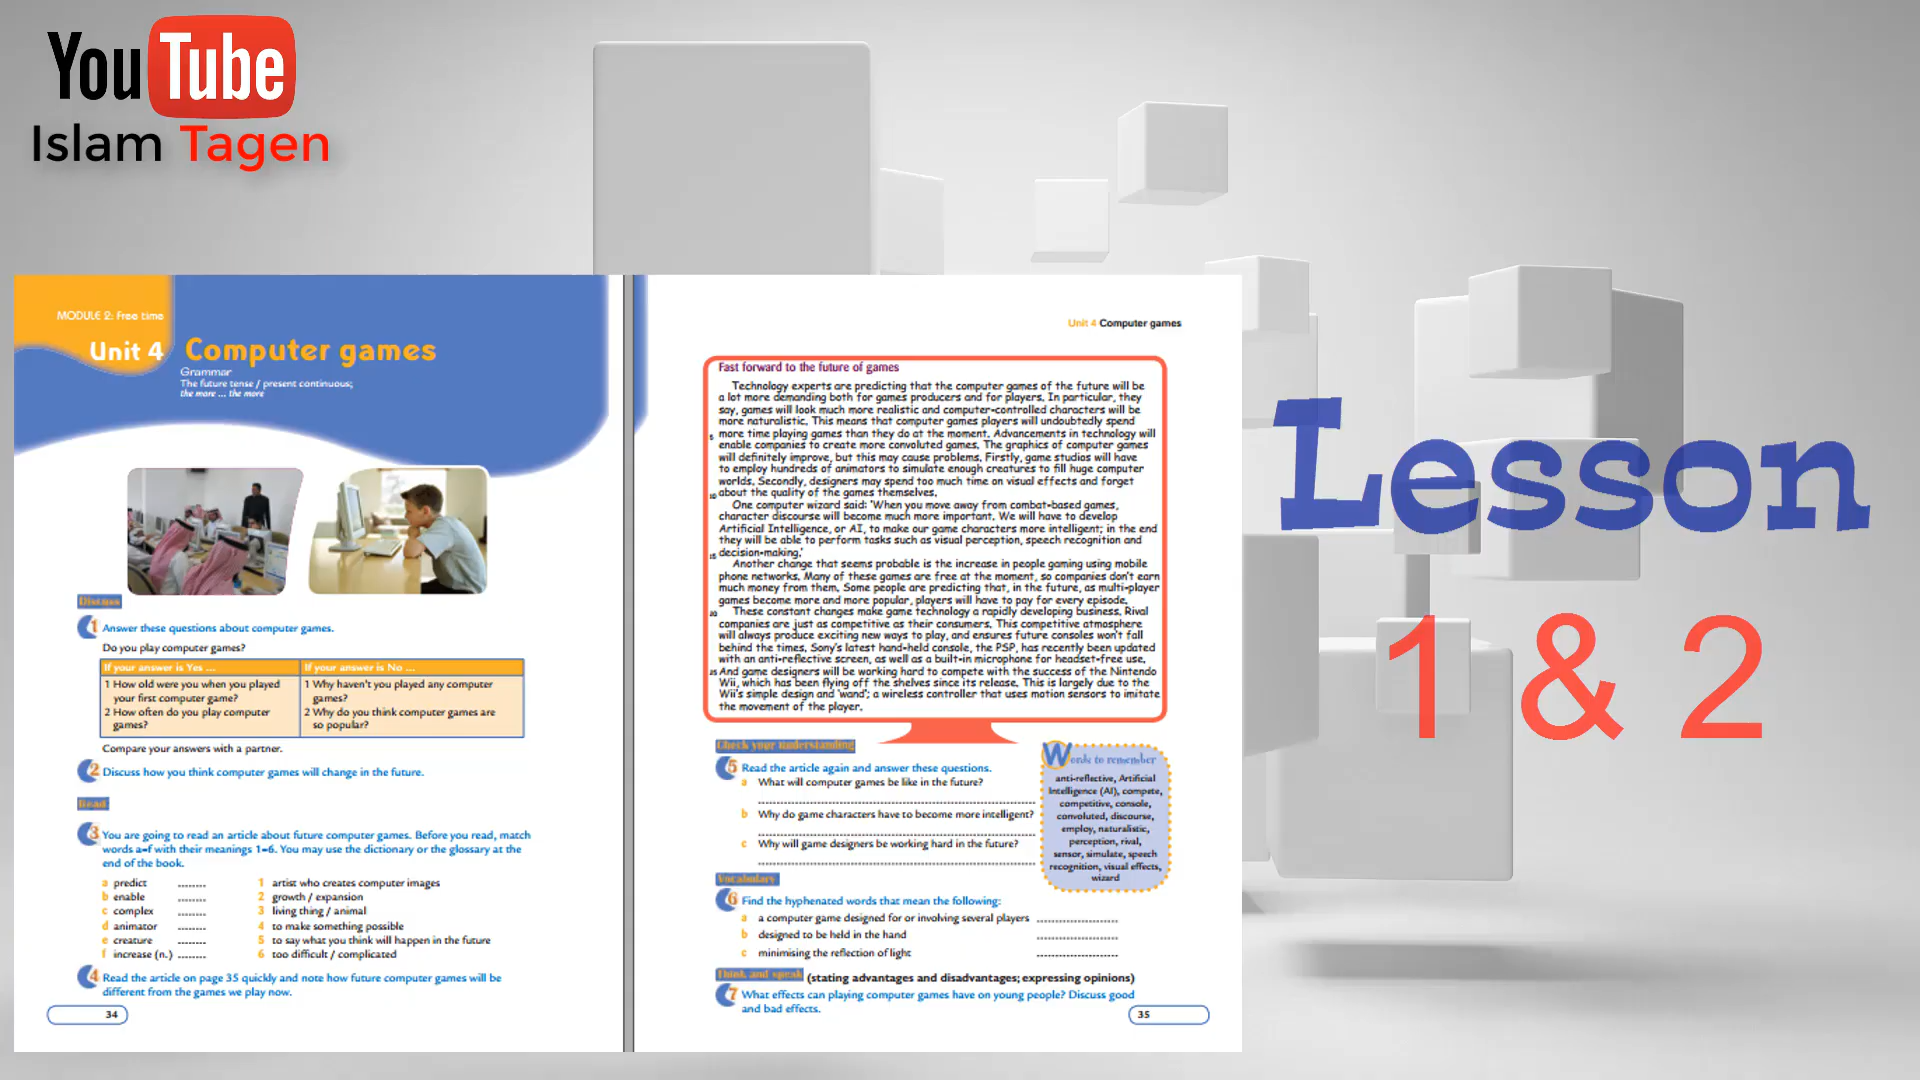 YouTube
Islam Tagen
MODULE 2: Free time
Unit 4 Computer games
Grammar
The future tense / present continuous;
the more ... the more
Discuss
1 Answer these questions about computer games.
Do you play computer games?
If your answer is Yes ... If your answer is No ...
1 How old were you when you played 1 Why haven't you played any computer
your first computer game? games?
2 How often do you play computer 2 Why do you think computer games are
games? so popular?
Compare your answers with a partner.
2 Discuss how you think computer games will change in the future.
Read
3 You are going to read an article about future computer games. Before you read, match
words a-f with their meanings 1-6. You may use the dictionary or the glossary at the
end of the book.
a predict ........ 1 artist who creates computer images
b enable ........ 2 growth / expansion
c complex ........ 3 living thing / animal
d animator ........ 4 to make something possible
e creature ........ 5 to say what you think will happen in the future
f increase (n.) ........ 6 too difficult / complicated
4 Read the article on page 35 quickly and note how future computer games will be
different from the games we play now.
34
Unit 4 Computer games
Fast forward to the future of games
Technology experts are predicting that the computer games of the future will be
a lot more demanding both for games producers and for players. In particular, they
say, games will look much more realistic and computer-controlled characters will be
more naturalistic. This means that computer games players will undoubtedly spend
5 more time playing games than they do at the moment. Advancements in technology will
enable companies to create more convoluted games. The graphics of computer games
will definitely improve, but this may cause problems. Firstly, game studios will have
to employ hundreds of animators to simulate enough creatures to fill huge computer
worlds. Secondly, designers may spend too much time on visual effects and forget
10 about the quality of the games themselves.
One computer wizard said: 'When you move away from combat-based games,
character discourse will become much more important. We will have to develop
Artificial Intelligence, or AI, to make our game characters more intelligent; in the end
they will be able to perform tasks such as visual perception, speech recognition and
15 decision-making.'
Another change that seems probable is the increase in people gaming using mobile
phone networks. Many of these games are free at the moment, so companies don't earn
much money from them. Some people are predicting that, in the future, as multi-player
games become more and more popular, players will have to pay for every episode.
20 These constant changes make game technology a rapidly developing business. Rival
companies are just as competitive as their consumers. This competitive atmosphere
will always produce exciting new ways to play, and ensures future consoles won't fall
behind the times. Sony's latest hand-held console, the PSP, has recently been updated
with an anti-reflective screen, as well as a built-in microphone for headset-free use.
25 And game designers will be working hard to compete with the success of the Nintendo
Wii, which has been flying off the shelves since its release. This is largely due to the
Wii's simple design and 'wand'; a wireless controller that uses motion sensors to imitate
the movement of the player.
Check your understanding
5 Read the article again and answer these questions.
a What will computer games be like in the future?
b Why do game characters have to become more intelligent?
c Why will game designers be working hard in the future?
Words to remember
anti-reflective, Artificial
Intelligence (AI), compete,
competitive, console,
convoluted, discourse,
employ, naturalistic,
perception, rival,
sensor, simulate, speech
recognition, visual effects,
wizard
Vocabulary
6 Find the hyphenated words that mean the following:
a a computer game designed for or involving several players
b designed to be held in the hand
c minimising the reflection of light
Think and speak (stating advantages and disadvantages; expressing opinions)
7 What effects can playing computer games have on young people? Discuss good
and bad effects.
35
Lesson
1 & 2